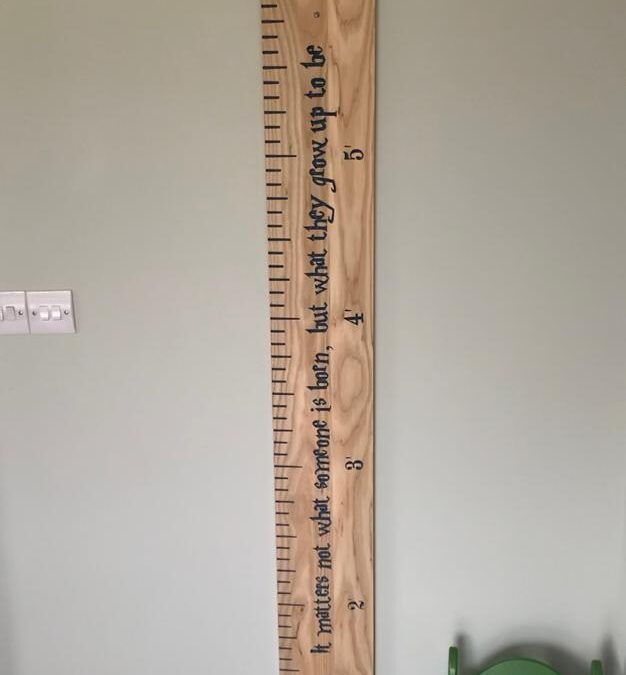 It matters not what someone is born, but what they grow up to be
5'
4'
3'
2'